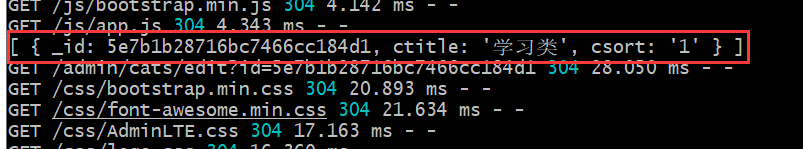 GET /js/bootstrap.min.js 304 4.142 ms - -
GET /js/app.js 304 4.343 ms - -
[ { _id: 5e7b1b28716bc7466cc184d1, ctitle: '学习类', csort: '1' } ]
GET /admin/cats/edit?id=5e7b1b28716bc7466cc184d1 304 28.050 ms - -
GET /css/bootstrap.min.css 304 20.893 ms - -
GET /css/font-awesome.min.css 304 21.634 ms - -
GET /css/AdminLTE.css 304 17.163 ms - -